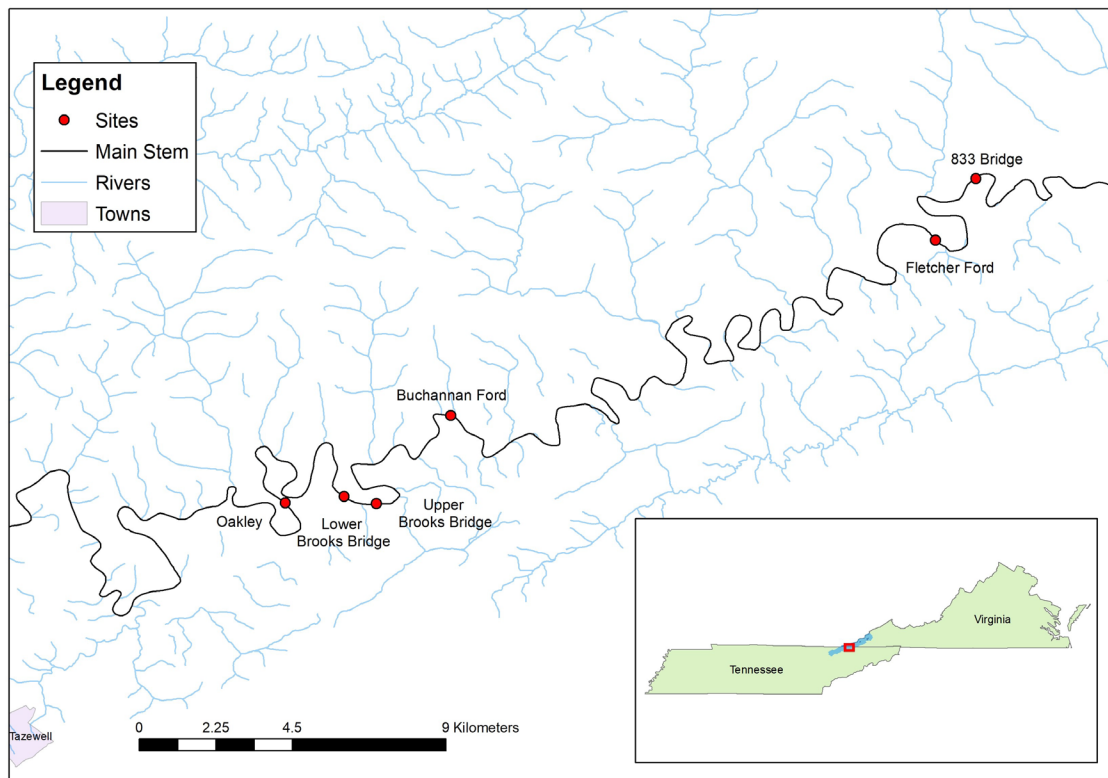 Legend
Sites
Main Stem
Rivers
Towns
833 Bridge
Fletcher Ford
Buchannan Ford
Oakley
Lower
Brooks Bridge
Upper
Brooks Bridge
Virginia
Tennessee
Tazewell
0 2.25 4.5 9 Kilometers